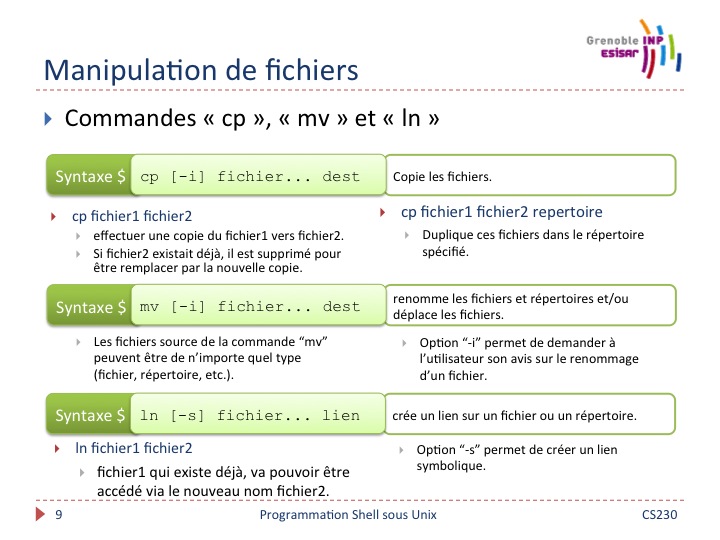 Grenoble INP
ESISAR
Manipulation de fichiers
Commandes « cp », « mv » et « ln »
Syntaxe $ cp [-i] fichier... dest Copie les fichiers.
cp fichier1 fichier2
effectuer une copie du fichier1 vers fichier2.
Si fichier2 existait déjà, il est supprimé pour
être remplacer par la nouvelle copie.
cp fichier1 fichier2 repertoire
Duplique ces fichiers dans le répertoire
spécifié.
Syntaxe $ mv [-i] fichier... dest
renomme les fichiers et répertoires et/ou
déplace les fichiers.
Les fichiers source de la commande “mv”
peuvent être de n’importe quel type
(fichier, répertoire, etc.).
Option “-i” permet de demander à
l’utilisateur son avis sur le renommage
d’un fichier.
Syntaxe $ ln [-s] fichier... lien crée un lien sur un fichier ou un répertoire.
ln fichier1 fichier2
fichier1 qui existe déjà, va pouvoir être
accédé via le nouveau nom fichier2.
Option “-s” permet de créer un lien
symbolique.
9 Programmation Shell sous Unix CS230